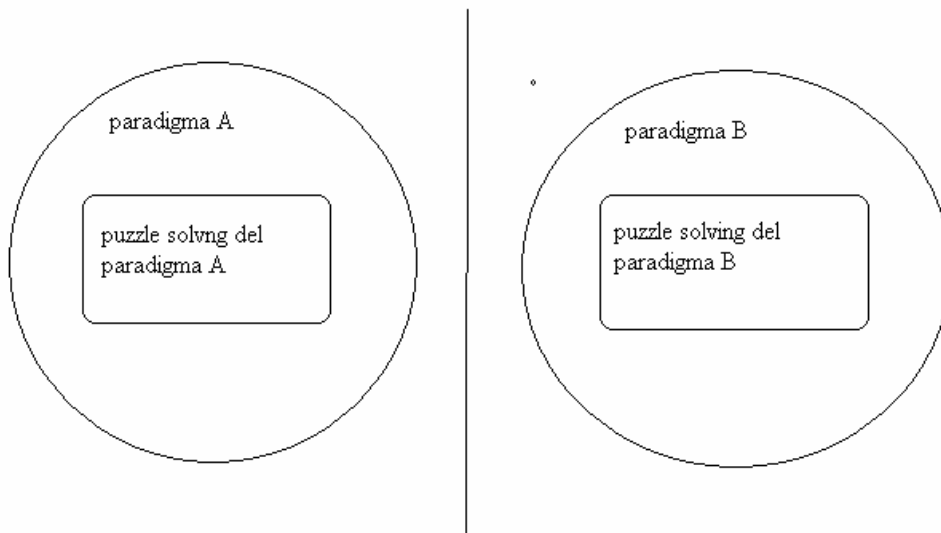 paradigma A
puzzle solvng del
paradigma A
paradigma B
puzzle solving del
paradigma B